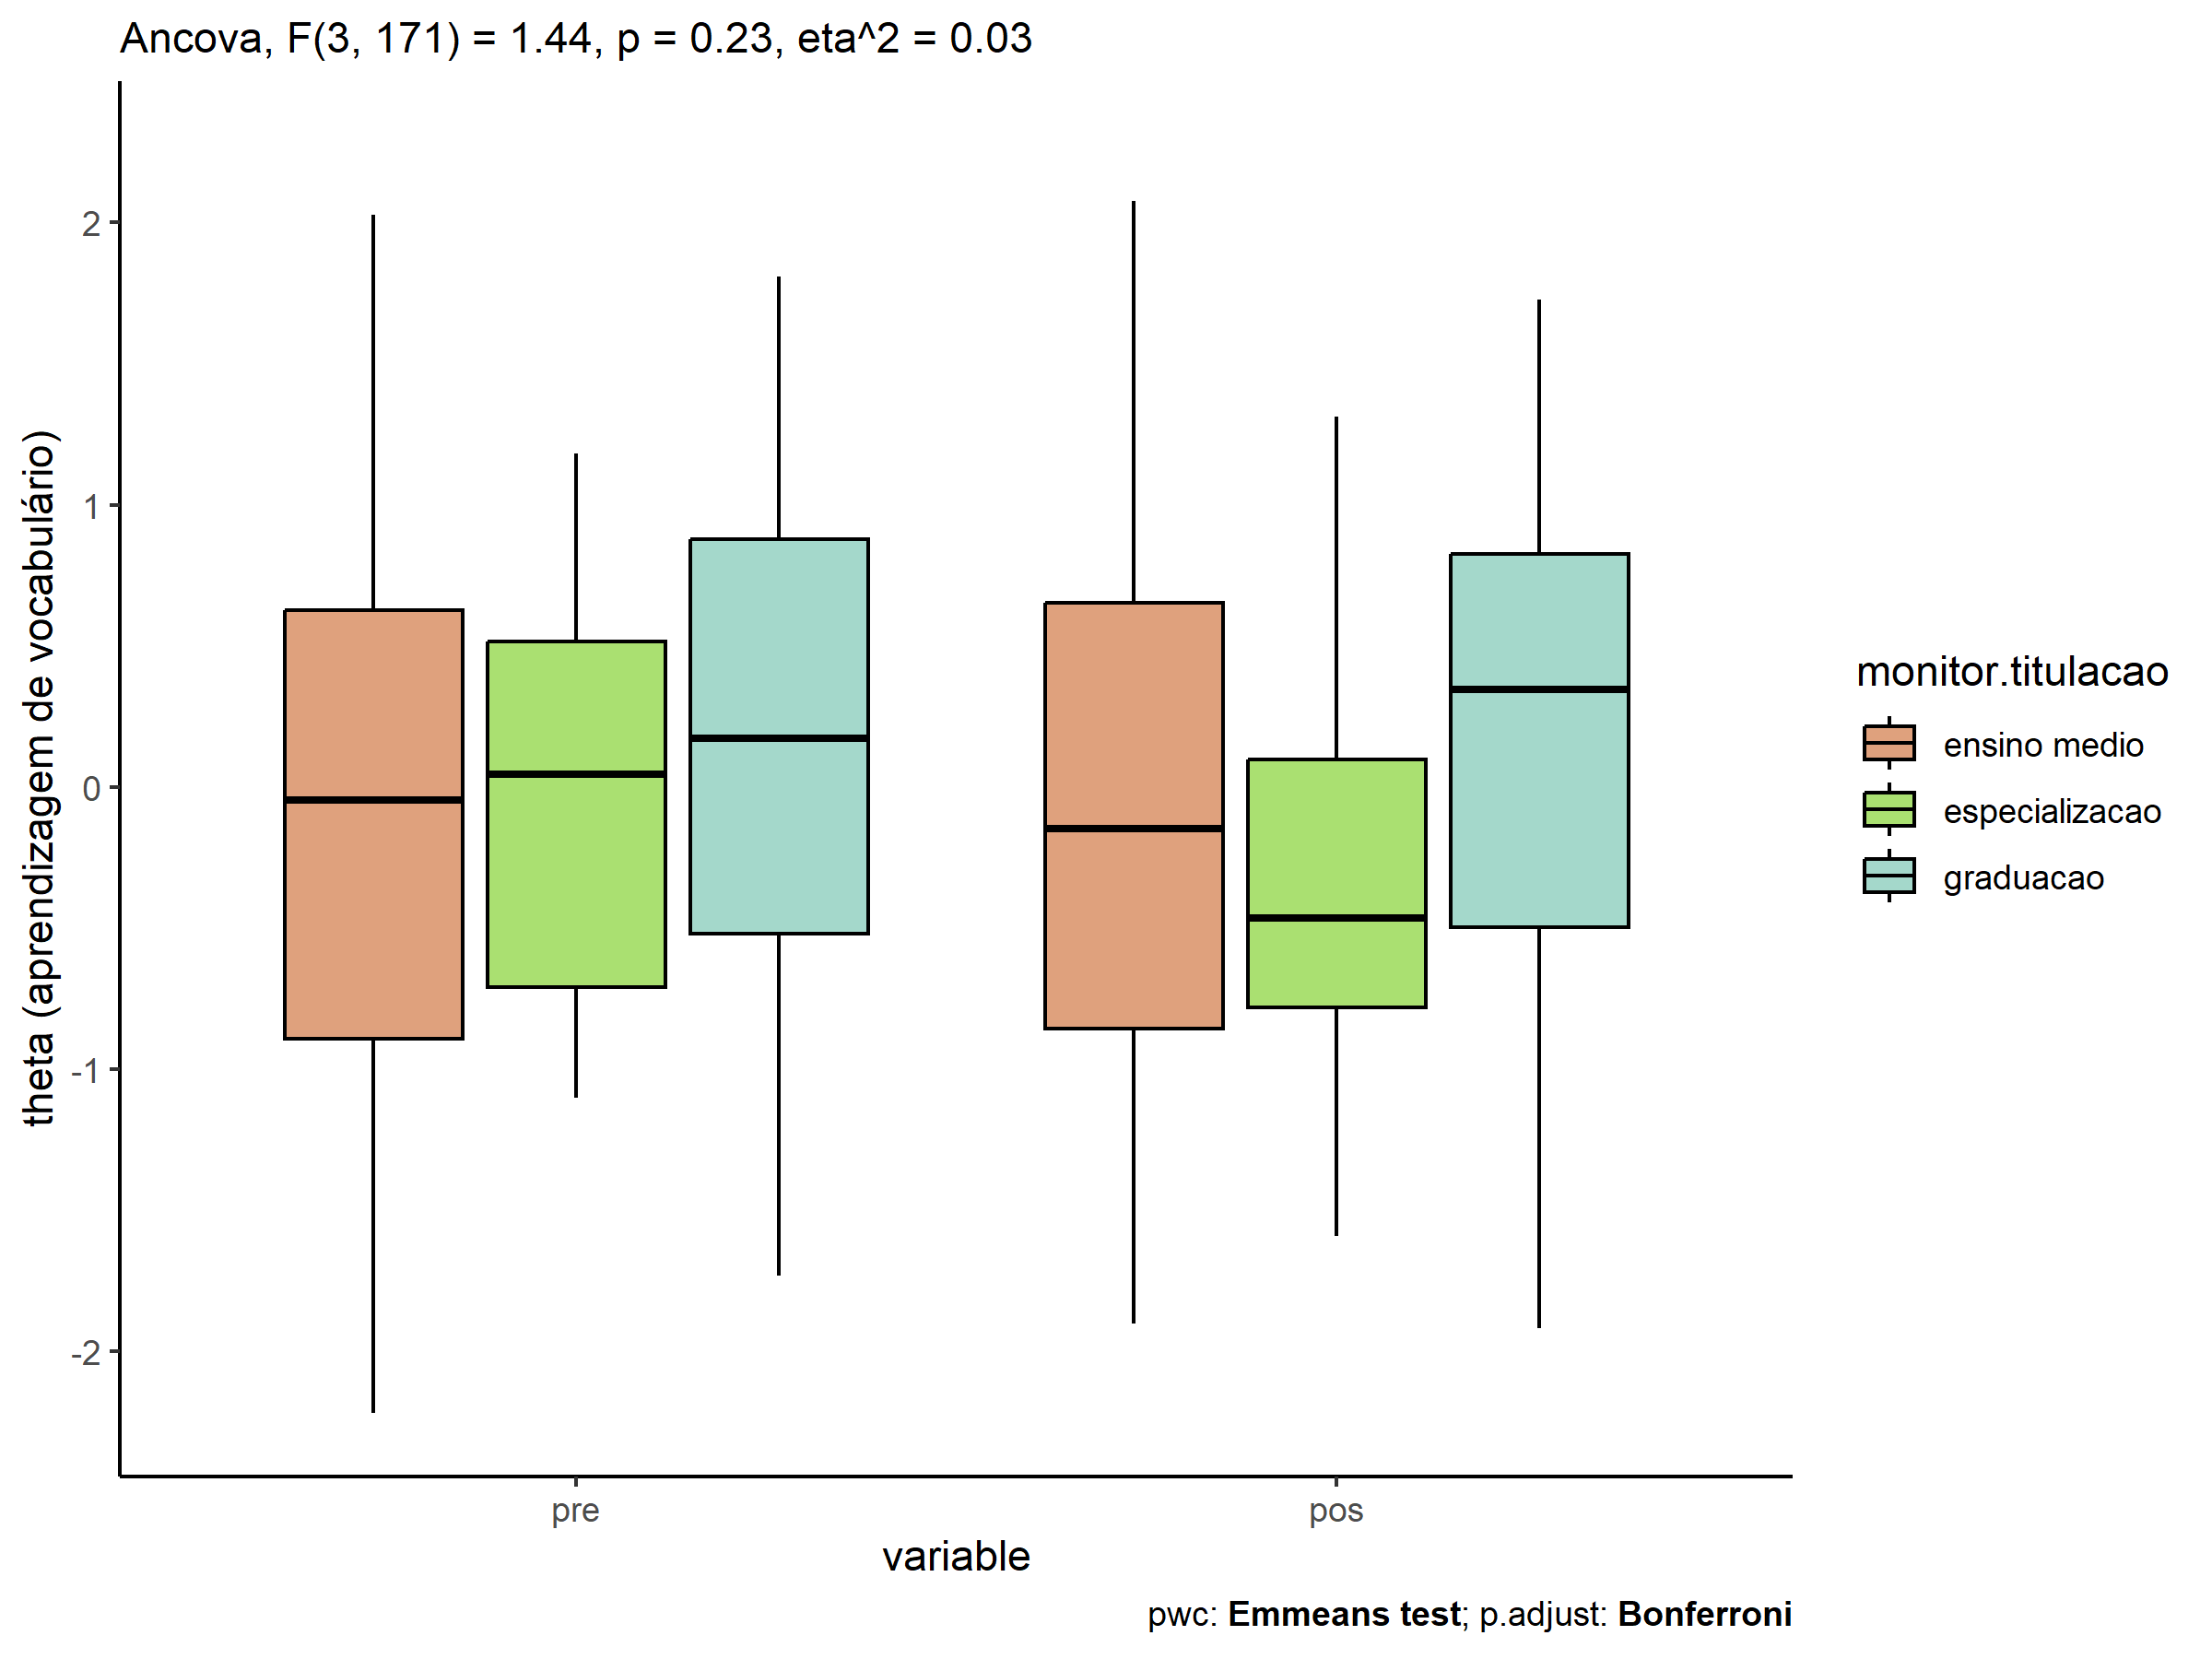 Ancova, F(3, 171) = 1.44, p = 0.23, eta^2 = 0.03
theta (aprendizagem de vocabulário)
2
1
0
-1
-2
pre
pos
variable
monitor.titulacao
ensino medio
especializacao
graduacao
pwc: Emmeans test; p.adjust: Bonferroni